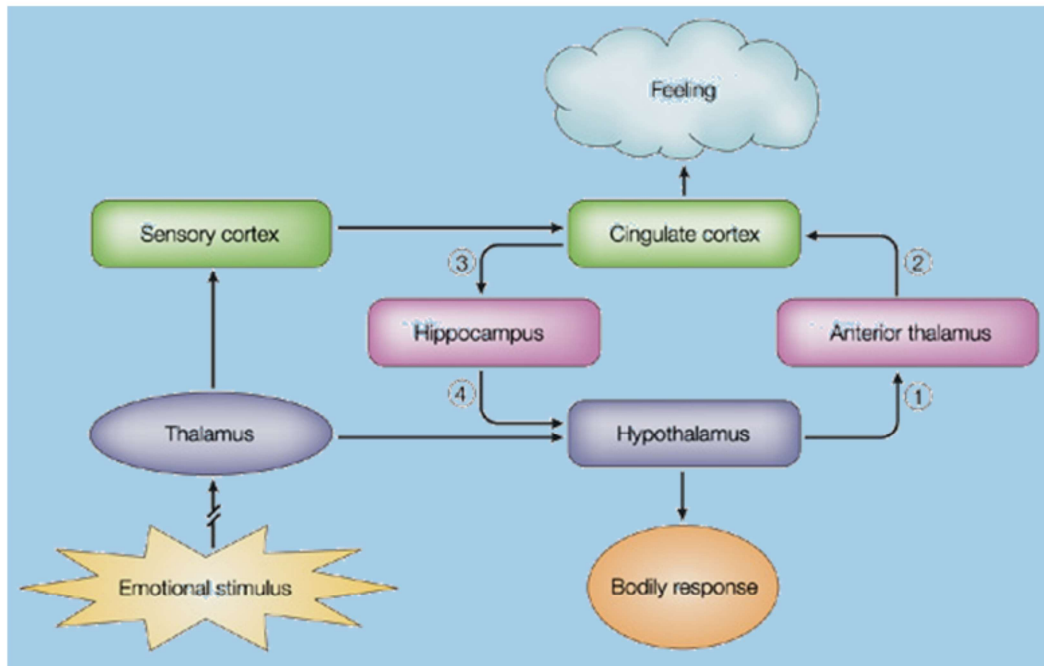 Feeling
Sensory cortex
Cingulate cortex
③
②
Hippocampus
Anterior thalamus
④
①
Thalamus
Hypothalamus
Emotional stimulus
Bodily response